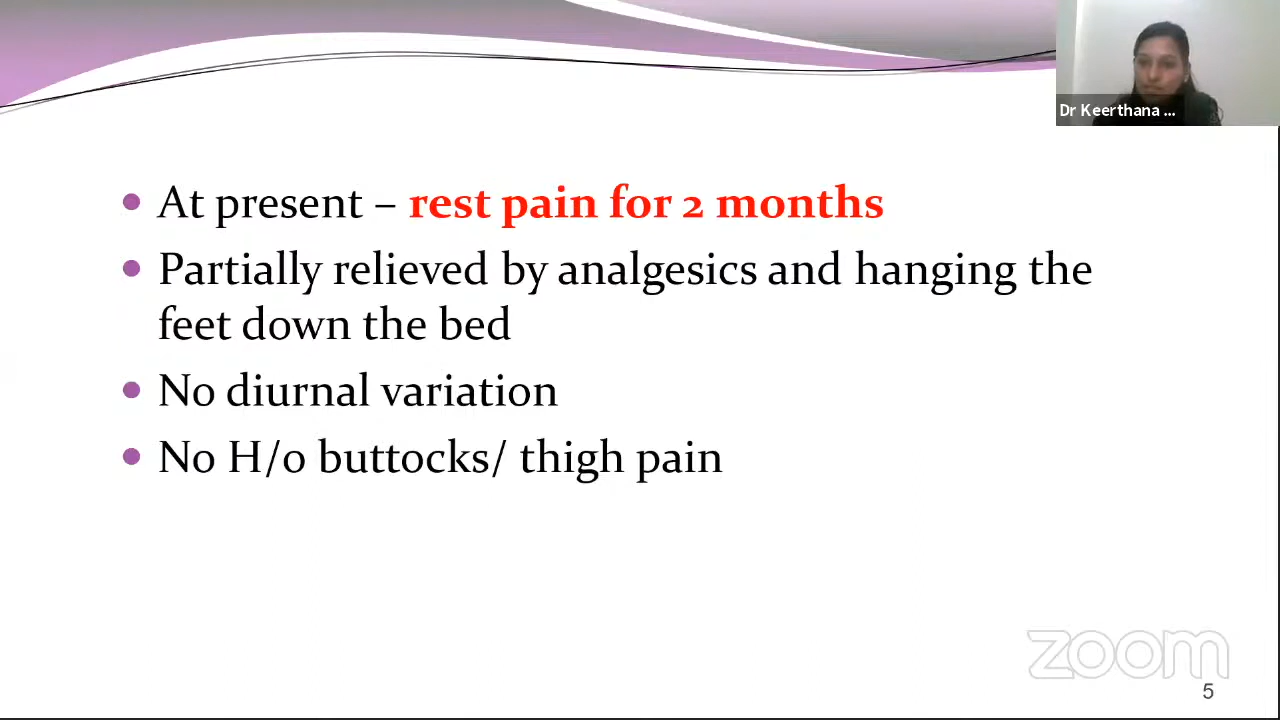 Dr Keerthana ...
At present – rest pain for 2 months
Partially relieved by analgesics and hanging the
feet down the bed
No diurnal variation
No H/o buttocks/ thigh pain
zoom
5